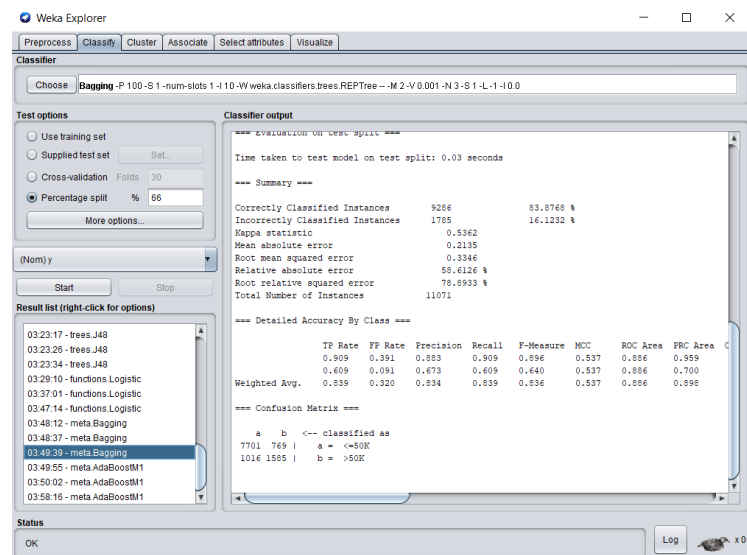 Weka Explorer
Preprocess Classify Cluster Associate Select attributes Visualize
Classifier
Choose Bagging -P 100 -S 1 -num-slots 1 -I 10 -W weka.classifiers.trees.REPTree -- -M 2 -V 0.001 -N 3 -S 1 -L -1 -I 0.0
Test options
Use training set
Supplied test set Set...
Cross-validation Folds 30
Percentage split % 66
More options...
(Nom) y
Start Stop
Result list (right-click for options)
03:23:17 - trees.J48
03:23:26 - trees.J48
03:23:34 - trees.J48
03:29:10 - functions.Logistic
03:37:01 - functions.Logistic
03:47:14 - functions.Logistic
03:48:12 - meta.Bagging
03:48:37 - meta.Bagging
03:49:39 - meta.Bagging
03:49:55 - meta.AdaBoostM1
03:50:02 - meta.AdaBoostM1
03:58:16 - meta.AdaBoostM1
Classifier output
=== Evaluation on test split ===
Time taken to test model on test split: 0.03 seconds
=== Summary ===
Correctly Classified Instances 9286 83.8768 %
Incorrectly Classified Instances 1785 16.1232 %
Kappa statistic 0.5362
Mean absolute error 0.2135
Root mean squared error 0.3346
Relative absolute error 58.6126 %
Root relative squared error 78.8933 %
Total Number of Instances 11071
=== Detailed Accuracy By Class ===
TP Rate FP Rate Precision Recall F-Measure MCC ROC Area PRC Area C
0.909 0.391 0.883 0.909 0.896 0.537 0.886 0.959
0.609 0.091 0.673 0.609 0.640 0.537 0.886 0.700
Weighted Avg. 0.839 0.320 0.834 0.839 0.836 0.537 0.886 0.898
=== Confusion Matrix ===
a b <-- classified as
7701 769 | a = <=50K
1016 1585 | b = >50K
Status
OK
Log x 0